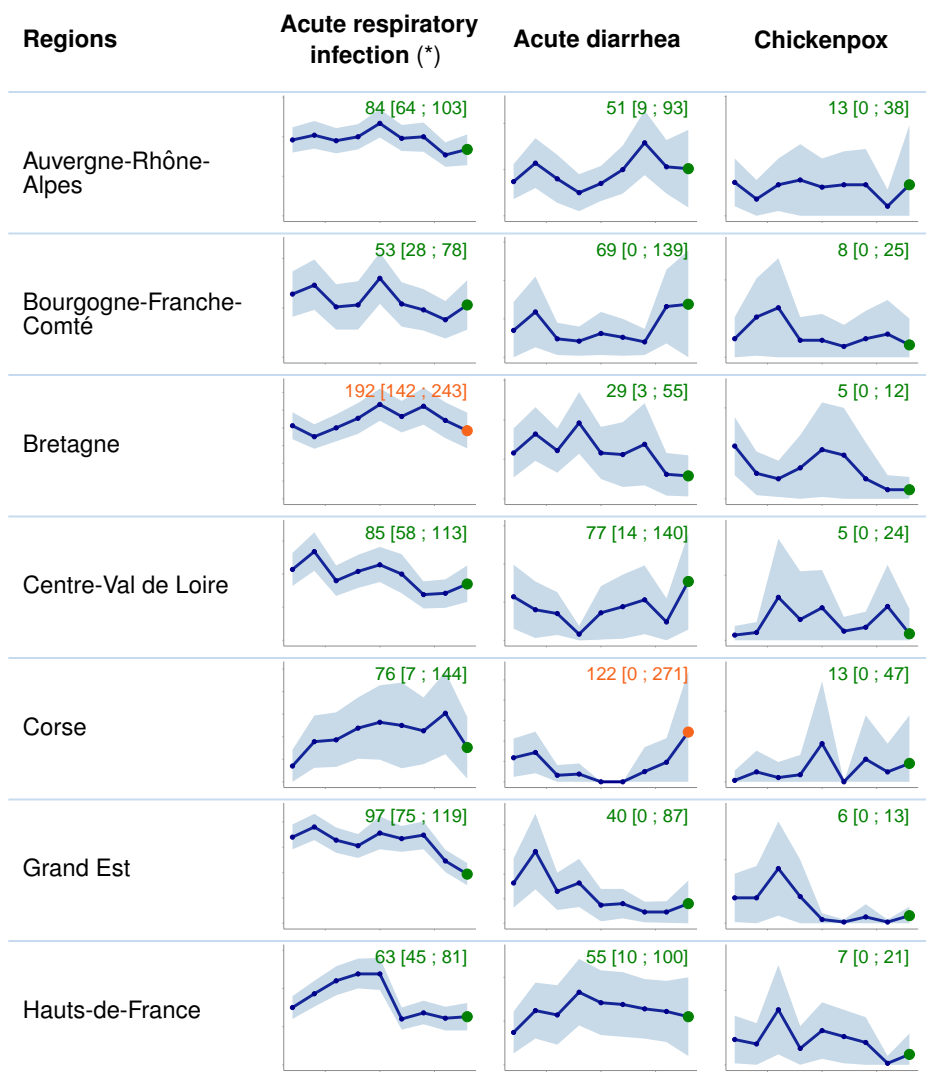 Regions
Acute respiratory
infection (*)
Acute diarrhea
Chickenpox
Auvergne-Rhône-
Alpes
84 [64 ; 103]
51 [9 ; 93]
13 [0 ; 38]
Bourgogne-Franche-
Comté
53 [28 ; 78]
69 [0 ; 139]
8 [0 ; 25]
Bretagne
192 [142 ; 243]
29 [3 ; 55]
5 [0 ; 12]
Centre-Val de Loire
85 [58 ; 113]
77 [14 ; 140]
5 [0 ; 24]
Corse
76 [7 ; 144]
122 [0 ; 271]
13 [0 ; 47]
Grand Est
97 [75 ; 119]
40 [0 ; 87]
6 [0 ; 13]
Hauts-de-France
63 [45 ; 81]
55 [10 ; 100]
7 [0 ; 21]